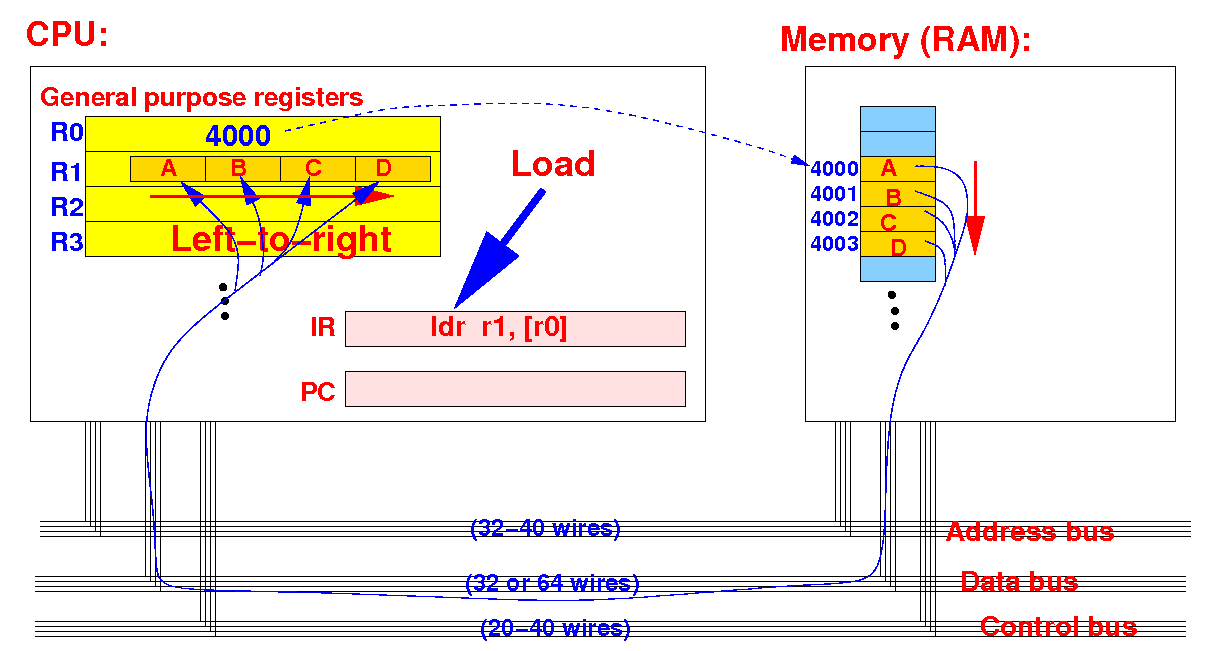 CPU:
Memory (RAM):
General purpose registers
R0 4000
R1 A B C D
R2
R3 Left-to-right
Load
IR ldr r1, [r0]
PC
4000 A
4001 B
4002 C
4003 D
(32-40 wires) Address bus
(32 or 64 wires) Data bus
(20-40 wires) Control bus